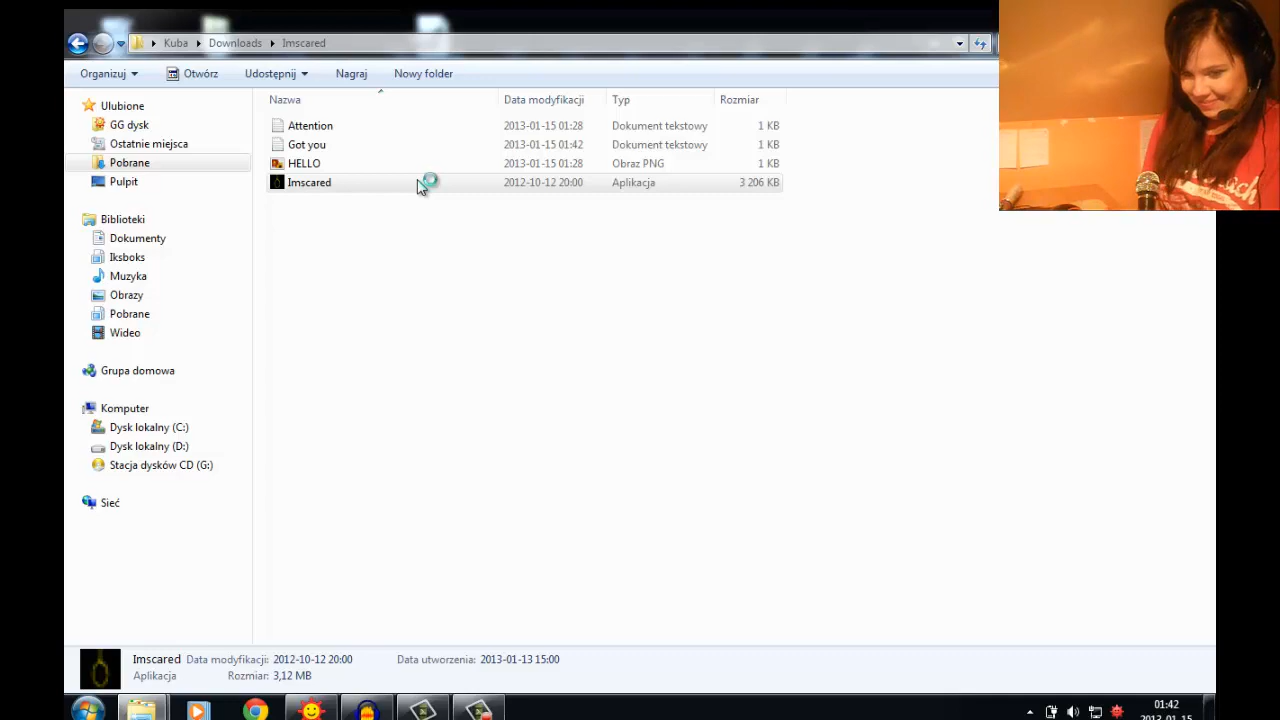 Kuba Downloads Imscared
Organizuj Otwórz Udostępnij Nagraj Nowy folder
Nazwa Data modyfikacji Typ Rozmiar
Attention 2013-01-15 01:28 Dokument tekstowy 1 KB
Got you 2013-01-15 01:42 Dokument tekstowy 1 KB
HELLO 2013-01-15 01:28 Obraz PNG 1 KB
Imscared 2012-10-12 20:00 Aplikacja 3 206 KB
Ulubione
GG dysk
Ostatnie miejsca
Pobrane
Pulpit
Biblioteki
Dokumenty
Iksboks
Muzyka
Obrazy
Pobrane
Wideo
Grupa domowa
Komputer
Dysk lokalny (C:)
Dysk lokalny (D:)
Stacja dysków CD (G:)
Sieć
Imscared Data modyfikacji: 2012-10-12 20:00 Data utworzenia: 2013-01-13 15:00
Aplikacja Rozmiar: 3,12 MB
01:42
2013-01-15